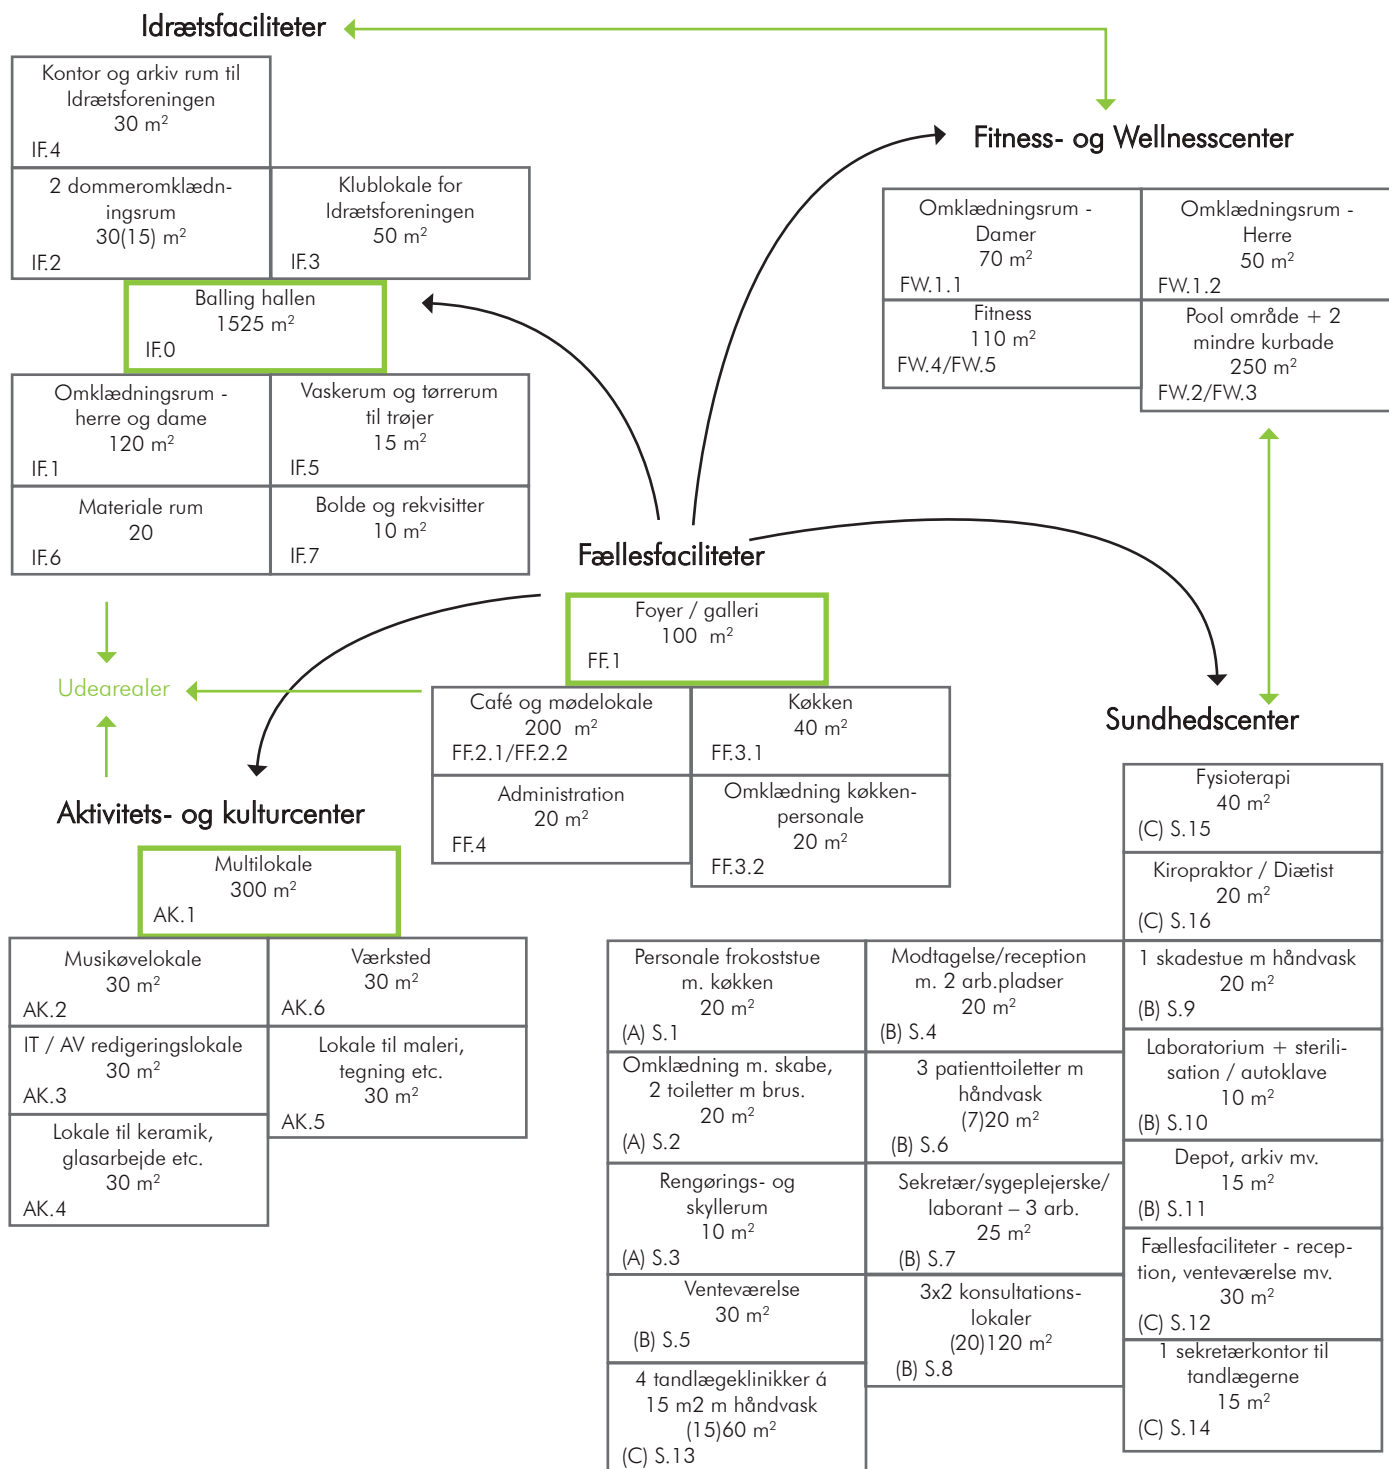 Idrætsfaciliteter
Kontor og arkiv rum til
Idrætsforeningen
30 m²
IF.4
2 dommeromklædn-
ingsrum
30(15) m²
IF.2
Klublokale for
Idrætsforeningen
50 m²
IF.3
Balling hallen
1525 m²
IF.0
Omklædningsrum -
herre og dame
120 m²
IF.1
Vaskerum og tørrerum
til trøjer
15 m²
IF.5
Materiale rum
20
IF.6
Bolde og rekvisitter
10 m²
IF.7
Fitness- og Wellnesscenter
Omklædningsrum -
Damer
70 m²
FW.1.1
Omklædningsrum -
Herre
50 m²
FW.1.2
Fitness
110 m²
FW.4/FW.5
Pool område + 2
mindre kurbade
250 m²
FW.2/FW.3
Fællesfaciliteter
Foyer / galleri
100 m²
FF.1
Café og mødelokale
200 m²
FF.2.1/FF.2.2
Køkken
40 m²
FF.3.1
Administration
20 m²
FF.4
Omklædning køkken-
personale
20 m²
FF.3.2
Udearealer
Aktivitets- og kulturcenter
Multilokale
300 m²
AK.1
Musikøvelokale
30 m²
AK.2
Værksted
30 m²
AK.6
IT / AV redigeringslokale
30 m²
AK.3
Lokale til maleri,
tegning etc.
30 m²
AK.5
Lokale til keramik,
glasarbejde etc.
30 m²
AK.4
Sundhedscenter
Fysioterapi
40 m²
(C) S.15
Kiropraktor / Diætist
20 m²
(C) S.16
Personale frokoststue
m. køkken
20 m²
(A) S.1
Modtagelse/reception
m. 2 arb.pladser
20 m²
(B) S.4
1 skadestue m håndvask
20 m²
(B) S.9
Omklædning m. skabe,
2 toiletter m brus.
20 m²
(A) S.2
3 patienttoiletter m
håndvask
(7)20 m²
(B) S.6
Laboratorium + sterili-
sation / autoklave
10 m²
(B) S.10
Rengørings- og
skyllerum
10 m²
(A) S.3
Sekretær/sygeplejerske/
laborant – 3 arb.
25 m²
(B) S.7
Depot, arkiv mv.
15 m²
(B) S.11
Venteværelse
30 m²
(B) S.5
3x2 konsultations-
lokaler
(20)120 m²
(B) S.8
Fællesfaciliteter - recep-
tion, venteværelse mv.
30 m²
(C) S.12
4 tandlægeklinikker á
15 m2 m håndvask
(15)60 m²
(C) S.13
1 sekretærkontor til
tandlægerne
15 m²
(C) S.14